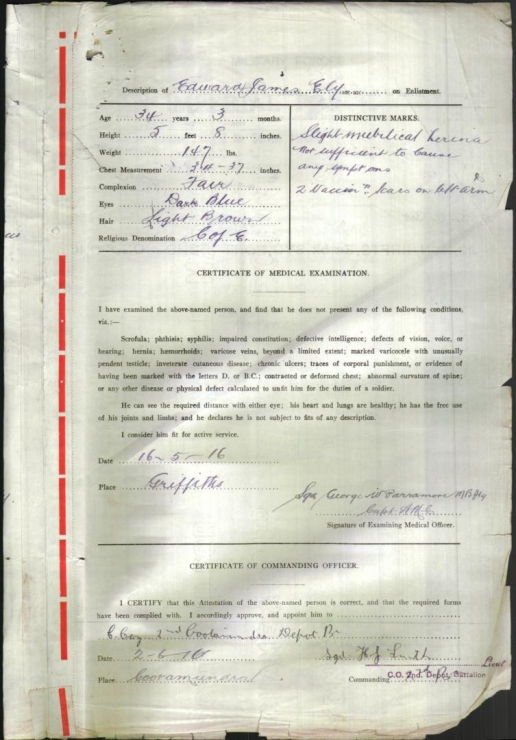 Description of Edward James Ely on Enlistment.
Age 34 years 3 months.
Height 5 feet 8 inches.
Weight 147 lbs.
Chest Measurement 34-37 inches.
Complexion Fair
Eyes Dark Blue
Hair Light Brown
Religious Denomination C of E.
DISTINCTIVE MARKS.
Slight umbilical hernia
not sufficient to cause
any symptoms
2 Vaccin n scars on left arm
CERTIFICATE OF MEDICAL EXAMINATION.
I have examined the above-named person, and find that he does not present any of the following conditions,
viz.:—
Scrofula; phthisis; syphilis; impaired constitution; defective intelligence; defects of vision, voice, or
hearing; hernia; hæmorrhoids; varicose veins, beyond a limited extent; marked varicocele with unusually
pendent testicle; inveterate cutaneous disease; chronic ulcers; traces of corporal punishment, or evidence of
having been marked with the letters D. or B.C.; contracted or deformed chest; abnormal curvature of spine;
or any other disease or physical defect calculated to unfit him for the duties of a soldier.
He can see the required distance with either eye; his heart and lungs are healthy; he has the free use
of his joints and limbs; and he declares he is not subject to fits of any description.
I consider him fit for active service.
Date 16-5-16
Place Griffiths
Sgd George W Parramore
Capt. AMC
Signature of Examining Medical Officer.
CERTIFICATE OF COMMANDING OFFICER.
I CERTIFY that this Attestation of the above-named person is correct, and that the required forms
have been complied with. I accordingly approve, and appoint him to
C. Coy 2nd Cootamundra Depot Bn
Date 2-6-16
Sgd H J
Lieut
Place Cootamundra
Commanding C.O. 2nd. Depot Battalion